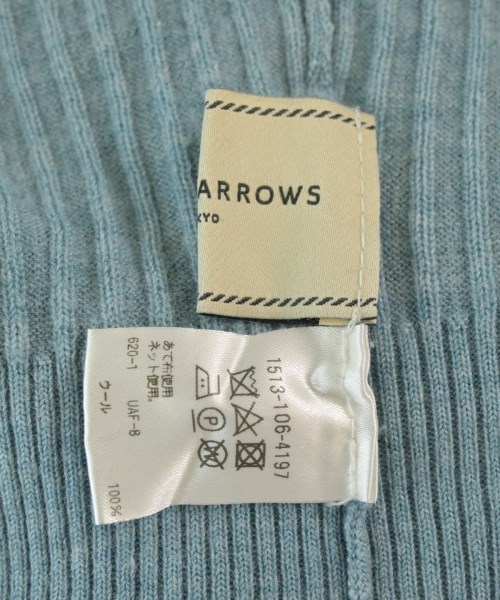 ARROWS
KYO
1513-106-4197
あて布使用
ネット使用。
620-1 UAF-8
ウール 100%